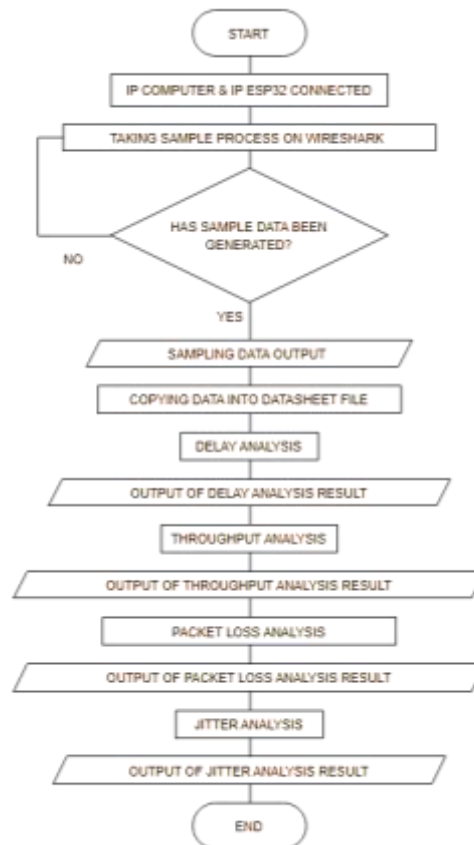 START
IP COMPUTER & IP ESP32 CONNECTED
TAKING SAMPLE PROCESS ON WIRESHARK
HAS SAMPLE DATA BEEN
GENERATED?
NO
YES
SAMPLING DATA OUTPUT
COPYING DATA INTO DATASHEET FILE
DELAY ANALYSIS
OUTPUT OF DELAY ANALYSIS RESULT
THROUGHPUT ANALYSIS
OUTPUT OF THROUGHPUT ANALYSIS RESULT
PACKET LOSS ANALYSIS
OUTPUT OF PACKET LOSS ANALYSIS RESULT
JITTER ANALYSIS
OUTPUT OF JITTER ANALYSIS RESULT
END